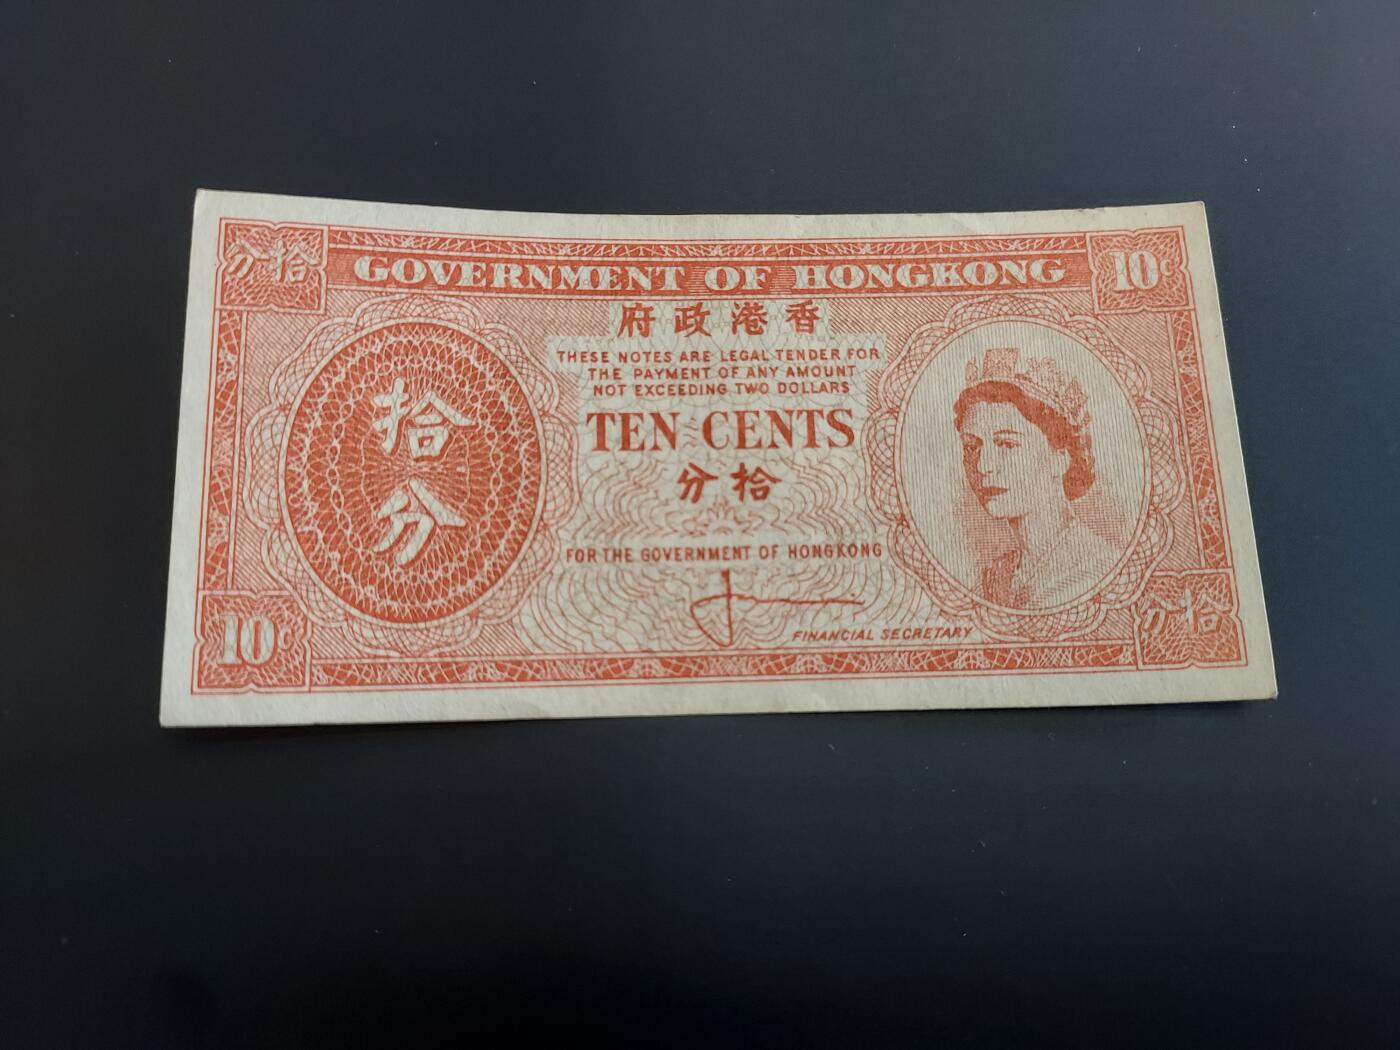 分拾
GOVERNMENT OF HONGKONG
10c
府政港香
THESE NOTES ARE LEGAL TENDER FOR
THE PAYMENT OF ANY AMOUNT
NOT EXCEEDING TWO DOLLARS
拾
分
TEN CENTS
分拾
FOR THE GOVERNMENT OF HONGKONG
FINANCIAL SECRETARY
10c
分拾